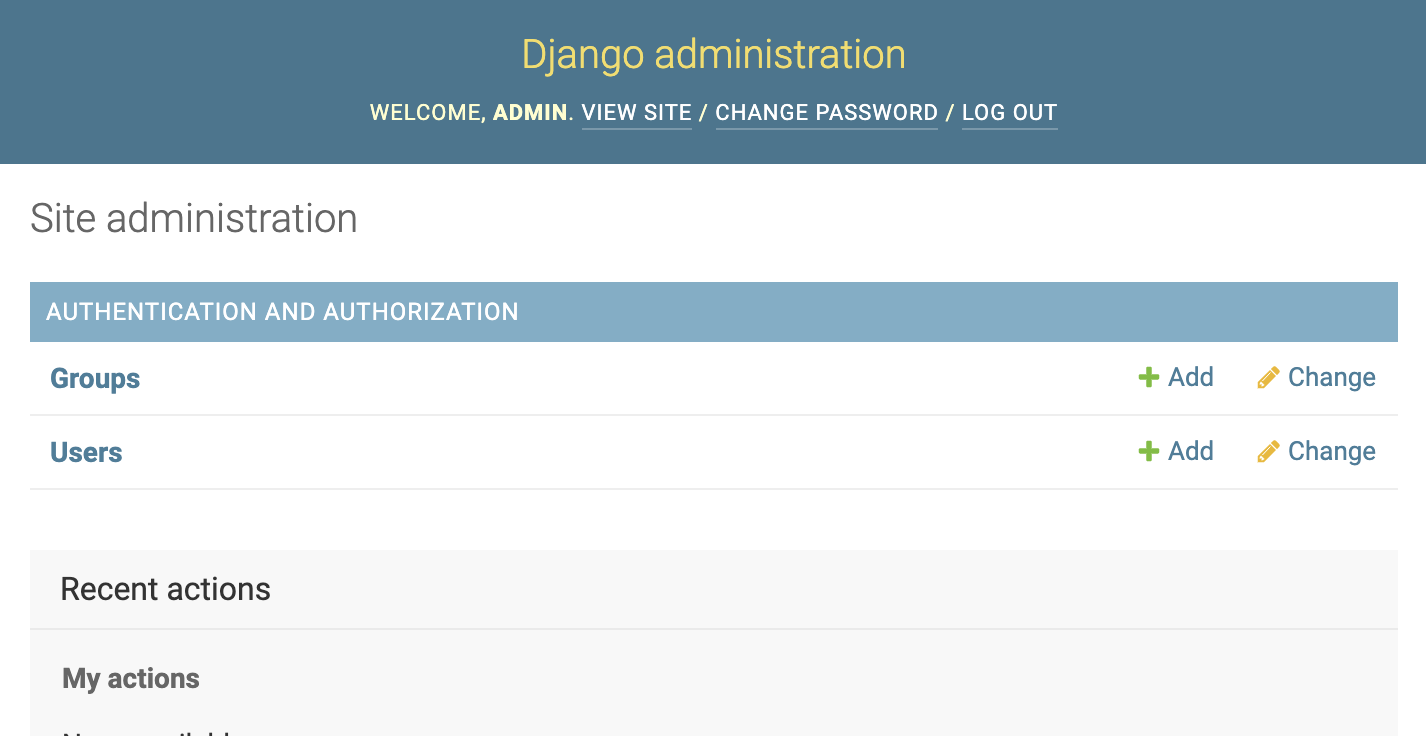 Django administration
WELCOME, ADMIN. VIEW SITE / CHANGE PASSWORD / LOG OUT
Site administration
AUTHENTICATION AND AUTHORIZATION
Groups Add Change
Users Add Change
Recent actions
My actions